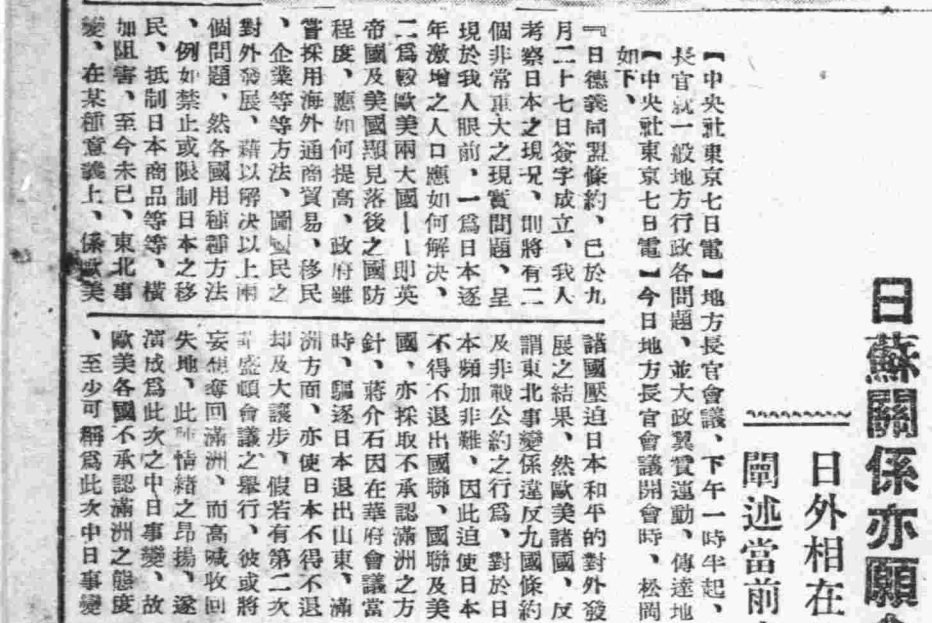 日蘇關係亦願
日外相在
闡述當前
【中央社東京七日電】地方長官會議、下午一時半起、
長官就一般地方行政各問題、並大政翼贊運動、傳達地
【中央社東京七日電】今日地方長官會議開會時、松岡
如下、
『日德義同盟條約、已於九
月二十七日簽字成立、我人
考察日本之現况、則將有二
個非常重大之現實問題、呈
現於我人眼前、一爲日本逐
年激增之人口應如何解决、
二爲較歐美兩大國——即英
帝國及美國顯見落後之國防
程度、應如何提高、政府雖
嘗採用海外通商貿易、移民
、企業等等方法、圖國民之
對外發展、藉以解决以上兩
個問題、然各國用種種方法
、例如禁止或限制日本之移
民、抵制日本商品等等、橫
加阻害、至今未已、東北事
變、在某種意義上、係歐美
諸國壓迫日本和平的對外發
展之結果、然歐美諸國、反
謂東北事變係違反九國條約
及非戰公約之行爲、對於日
本頻加非難、因此迫使日本
不得不退出國聯、國聯及美
國、亦採取不承認滿洲之方
針、蔣介石因在華府會議當
時、驅逐日本退出山東、滿
洲方面、亦使日本不得不退
却及大讓步、假若有第二次
華盛頓會議之舉行、彼或將
妄想奪回滿洲、而高喊收回
失地、此種情緒之昂揚、遂
演成爲此次之中日事變、故
歐美各國不承認滿洲之態度
、至少可稱爲此次中日事變